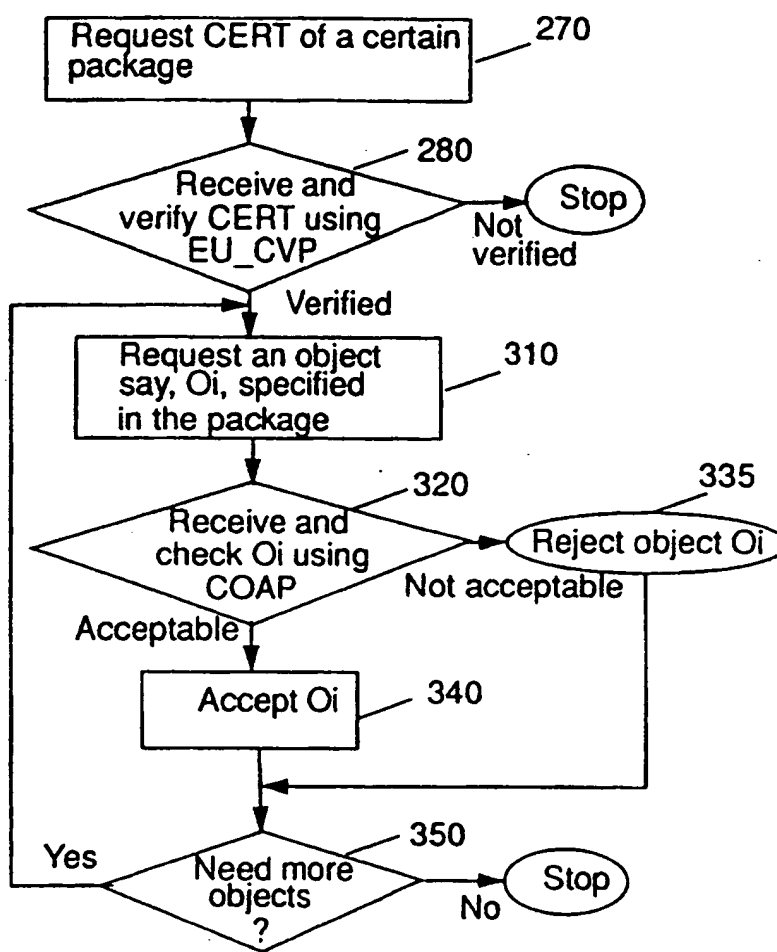 Request CERT of a certain
package
270
280
Receive and
verify CERT using
EU_CVP
Stop
Not
verified
Verified
Request an object
say, Oi, specified
in the package
310
320
Receive and
check Oi using
COAP
335
Reject object Oi
Not acceptable
Acceptable
Accept Oi
340
350
Yes
Need more
objects
?
No
Stop